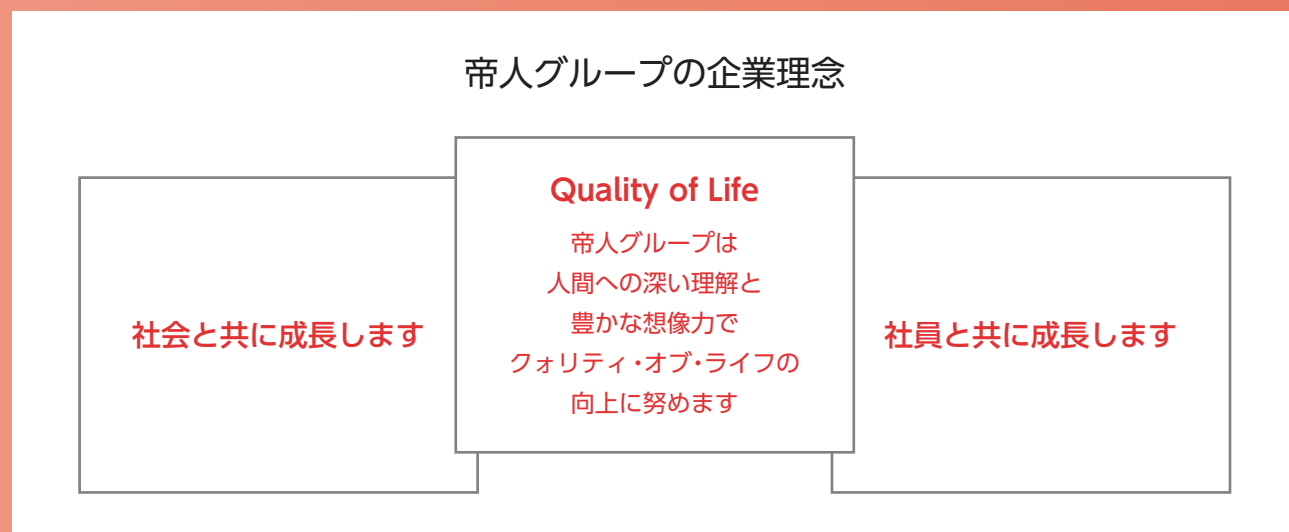 帝人グループの企業理念
社会と共に成長します
Quality of Life
帝人グループは
人間への深い理解と
豊かな想像力で
クォリティ・オブ・ライフの
向上に努めます
社員と共に成長します